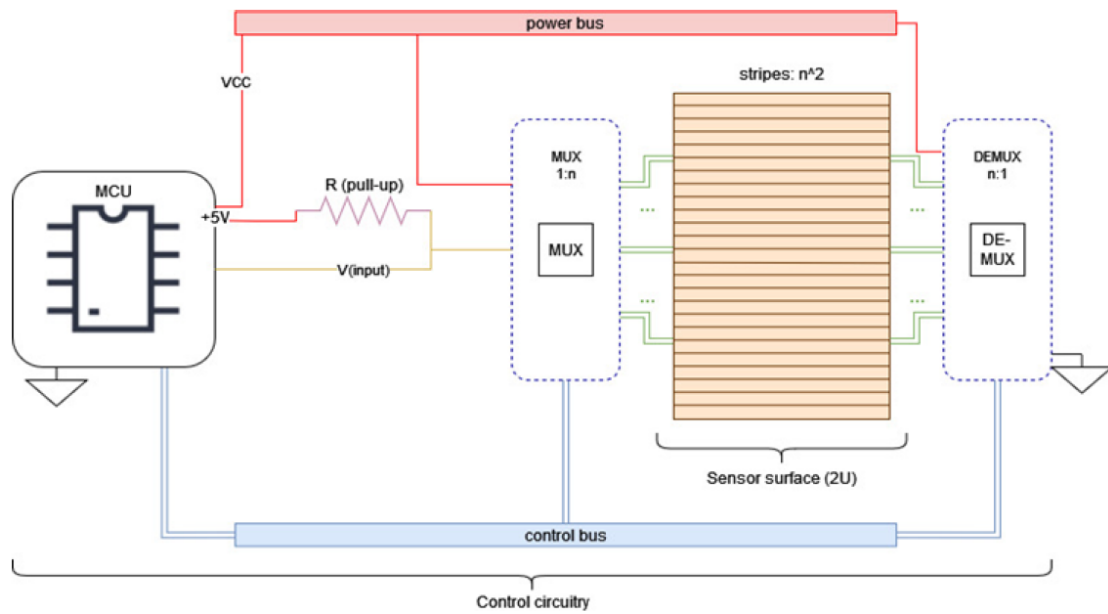 power bus
stripes: n^2
VCC
MUX
1:n
DEMUX
n:1
MCU
R (pull-up)
+5V
MUX
DE-
MUX
V(input)
...
...
...
...
Sensor surface (2U)
control bus
Control circuitry